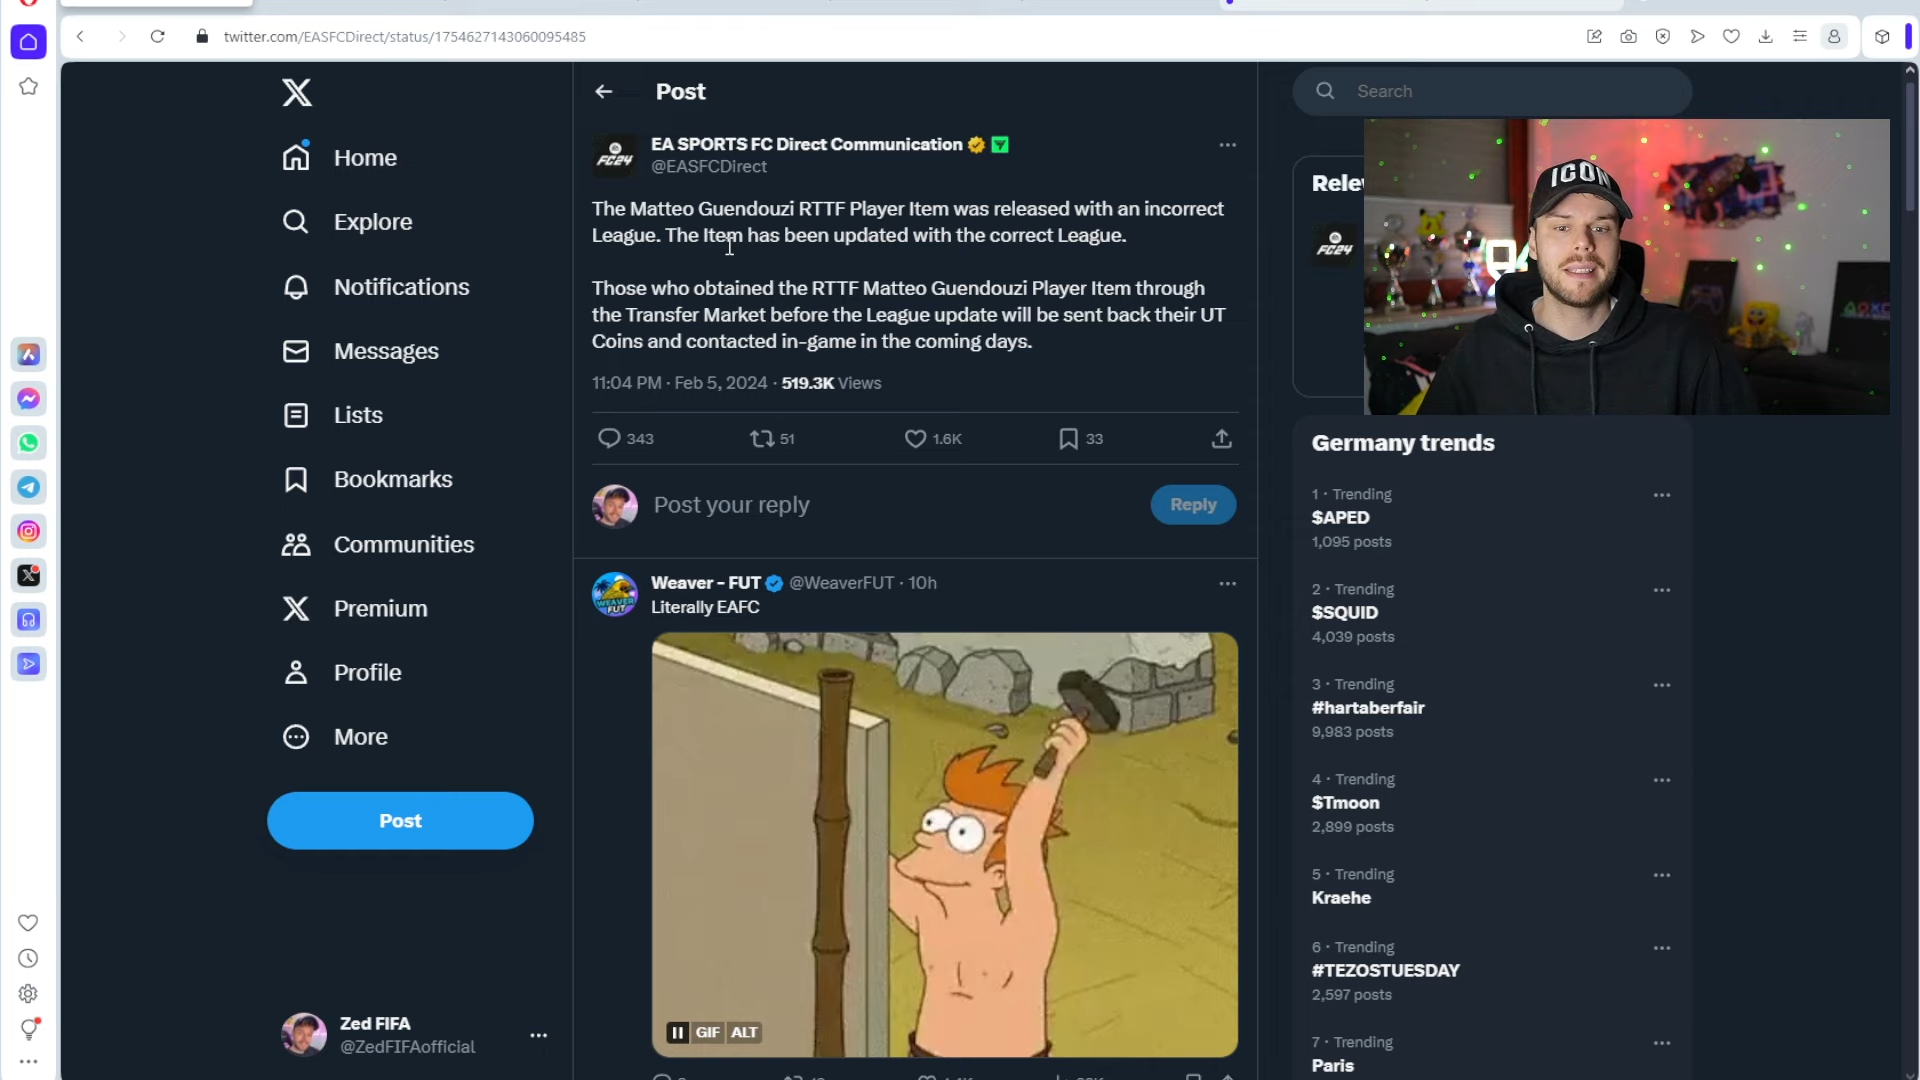 twitter.com/EASFCDirect/status/1754627143060095485
Home
Explore
Notifications
Messages
Lists
Bookmarks
Communities
Premium
Profile
More
Post
Zed FIFA
@ZedFIFAofficial
Post
EA SPORTS FC Direct Communication
@EASFCDirect
FC24
The Matteo Guendouzi RTTF Player Item was released with an incorrect
League. The Item has been updated with the correct League.
Those who obtained the RTTF Matteo Guendouzi Player Item through
the Transfer Market before the League update will be sent back their UT
Coins and contacted in-game in the coming days.
11:04 PM · Feb 5, 2024 · 519.3K Views
343 51 1.6K 33
Post your reply
Reply
Weaver - FUT @WeaverFUT · 10h
WEAVER
FUT
Literally EAFC
GIF ALT
Search
Rele
FC24
ICON
Germany trends
1 · Trending
$APED
1,095 posts
2 · Trending
$SQUID
4,039 posts
3 · Trending
#hartaberfair
9,983 posts
4 · Trending
$Tmoon
2,899 posts
5 · Trending
Kraehe
6 · Trending
#TEZOSTUESDAY
2,597 posts
7 · Trending
Paris